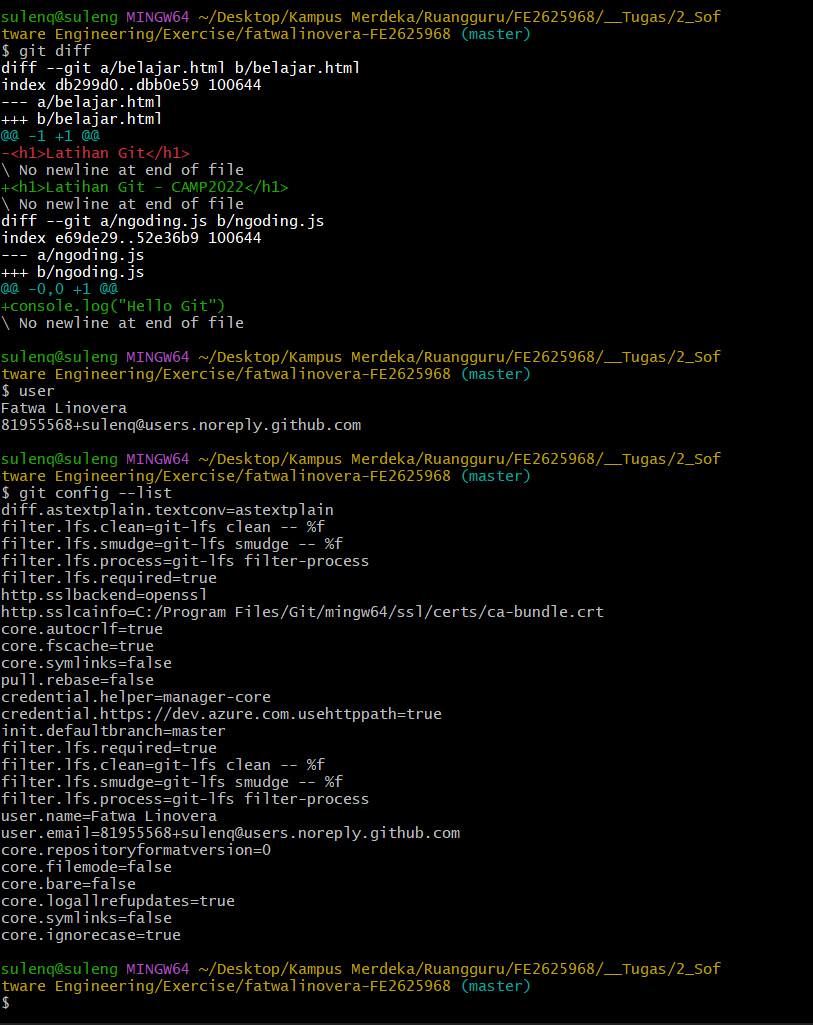 sulenq@suleng MINGW64 ~/Desktop/Kampus Merdeka/Ruangguru/FE2625968/__Tugas/2_Sof
tware Engineering/Exercise/fatwalinovera-FE2625968 (master)
$ git diff
diff --git a/belajar.html b/belajar.html
index db299d0..dbb0e59 100644
--- a/belajar.html
+++ b/belajar.html
@@ -1 +1 @@
-<h1>Latihan Git</h1>
\ No newline at end of file
+<h1>Latihan Git - CAMP2022</h1>
\ No newline at end of file
diff --git a/ngoding.js b/ngoding.js
index e69de29..52e36b9 100644
--- a/ngoding.js
+++ b/ngoding.js
@@ -0,0 +1 @@
+console.log("Hello Git")
\ No newline at end of file

sulenq@suleng MINGW64 ~/Desktop/Kampus Merdeka/Ruangguru/FE2625968/__Tugas/2_Sof
tware Engineering/Exercise/fatwalinovera-FE2625968 (master)
$ user
Fatwa Linovera
81955568+sulenq@users.noreply.github.com

sulenq@suleng MINGW64 ~/Desktop/Kampus Merdeka/Ruangguru/FE2625968/__Tugas/2_Sof
tware Engineering/Exercise/fatwalinovera-FE2625968 (master)
$ git config --list
diff.astextplain.textconv=astextplain
filter.lfs.clean=git-lfs clean -- %f
filter.lfs.smudge=git-lfs smudge -- %f
filter.lfs.process=git-lfs filter-process
filter.lfs.required=true
http.sslbackend=openssl
http.sslcainfo=C:/Program Files/Git/mingw64/ssl/certs/ca-bundle.crt
core.autocrlf=true
core.fscache=true
core.symlinks=false
pull.rebase=false
credential.helper=manager-core
credential.https://dev.azure.com.usehttppath=true
init.defaultbranch=master
filter.lfs.required=true
filter.lfs.clean=git-lfs clean -- %f
filter.lfs.smudge=git-lfs smudge -- %f
filter.lfs.process=git-lfs filter-process
user.name=Fatwa Linovera
user.email=81955568+sulenq@users.noreply.github.com
core.repositoryformatversion=0
core.filemode=false
core.bare=false
core.logallrefupdates=true
core.symlinks=false
core.ignorecase=true

sulenq@suleng MINGW64 ~/Desktop/Kampus Merdeka/Ruangguru/FE2625968/__Tugas/2_Sof
tware Engineering/Exercise/fatwalinovera-FE2625968 (master)
$